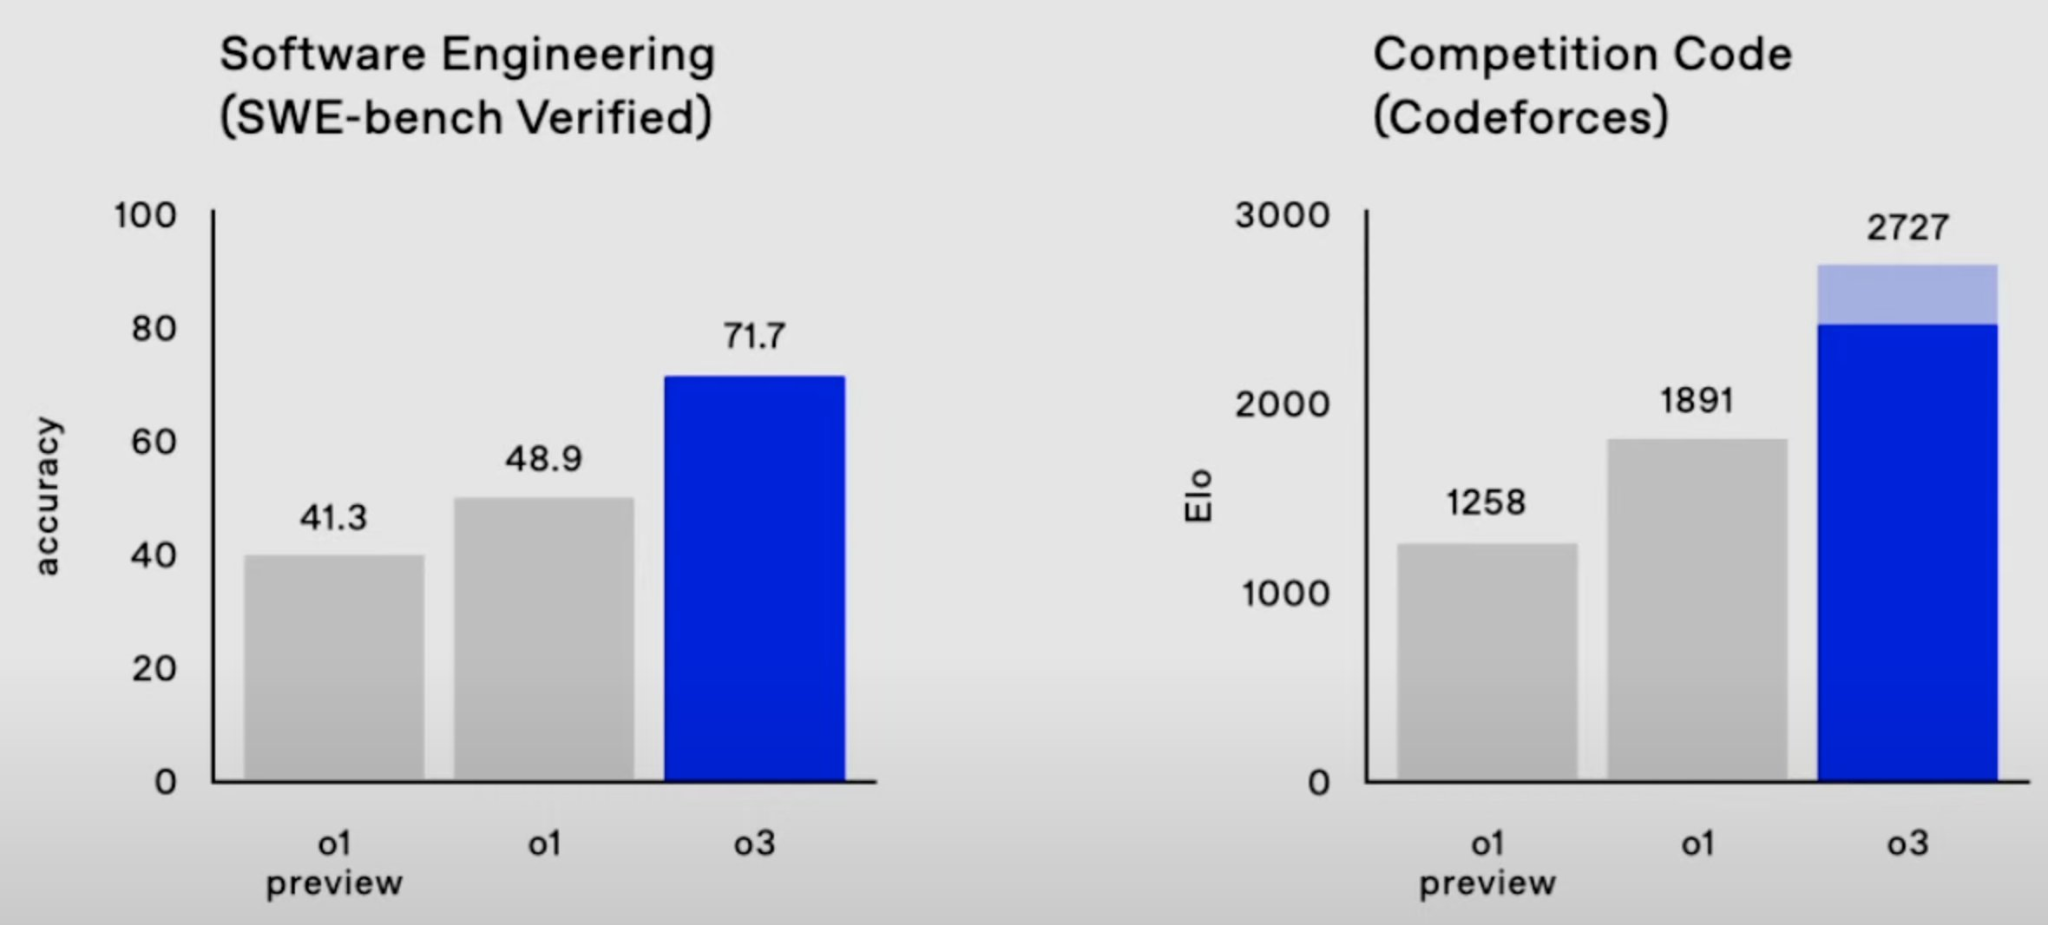 Software Engineering
(SWE-bench Verified)
accuracy
100
80
60
40
20
0
41.3
48.9
71.7
o1
preview
o1
o3
Competition Code
(Codeforces)
Elo
3000
2000
1000
0
1258
1891
2727
o1
preview
o1
o3